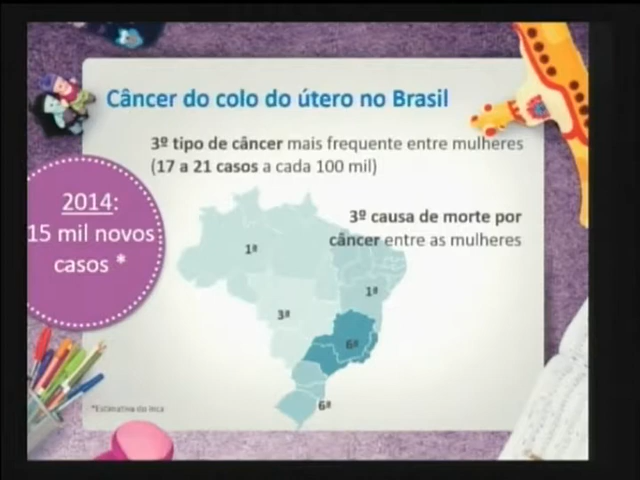 Câncer do colo do útero no Brasil
3º tipo de câncer mais frequente entre mulheres
(17 a 21 casos a cada 100 mil)
2014:
15 mil novos
casos *
3ª causa de morte por
câncer entre as mulheres
1ª
1ª
3ª
6ª
6ª
*Estimativa do Inca